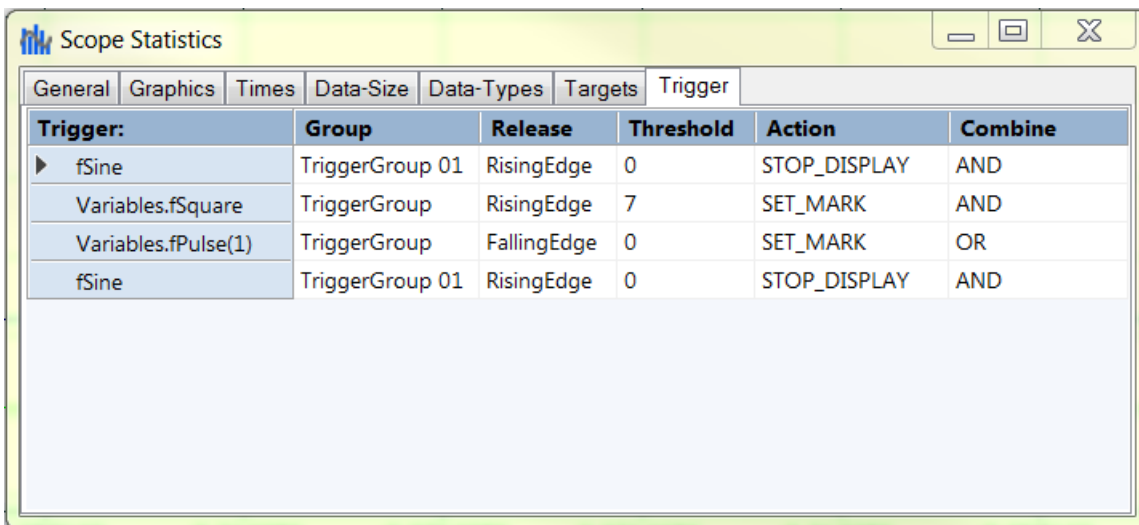 Scope Statistics
General Graphics Times Data-Size Data-Types Targets Trigger
Trigger: Group Release Threshold Action Combine
fSine TriggerGroup 01 RisingEdge 0 STOP_DISPLAY AND
Variables.fSquare TriggerGroup RisingEdge 7 SET_MARK AND
Variables.fPulse(1) TriggerGroup FallingEdge 0 SET_MARK OR
fSine TriggerGroup 01 RisingEdge 0 STOP_DISPLAY AND